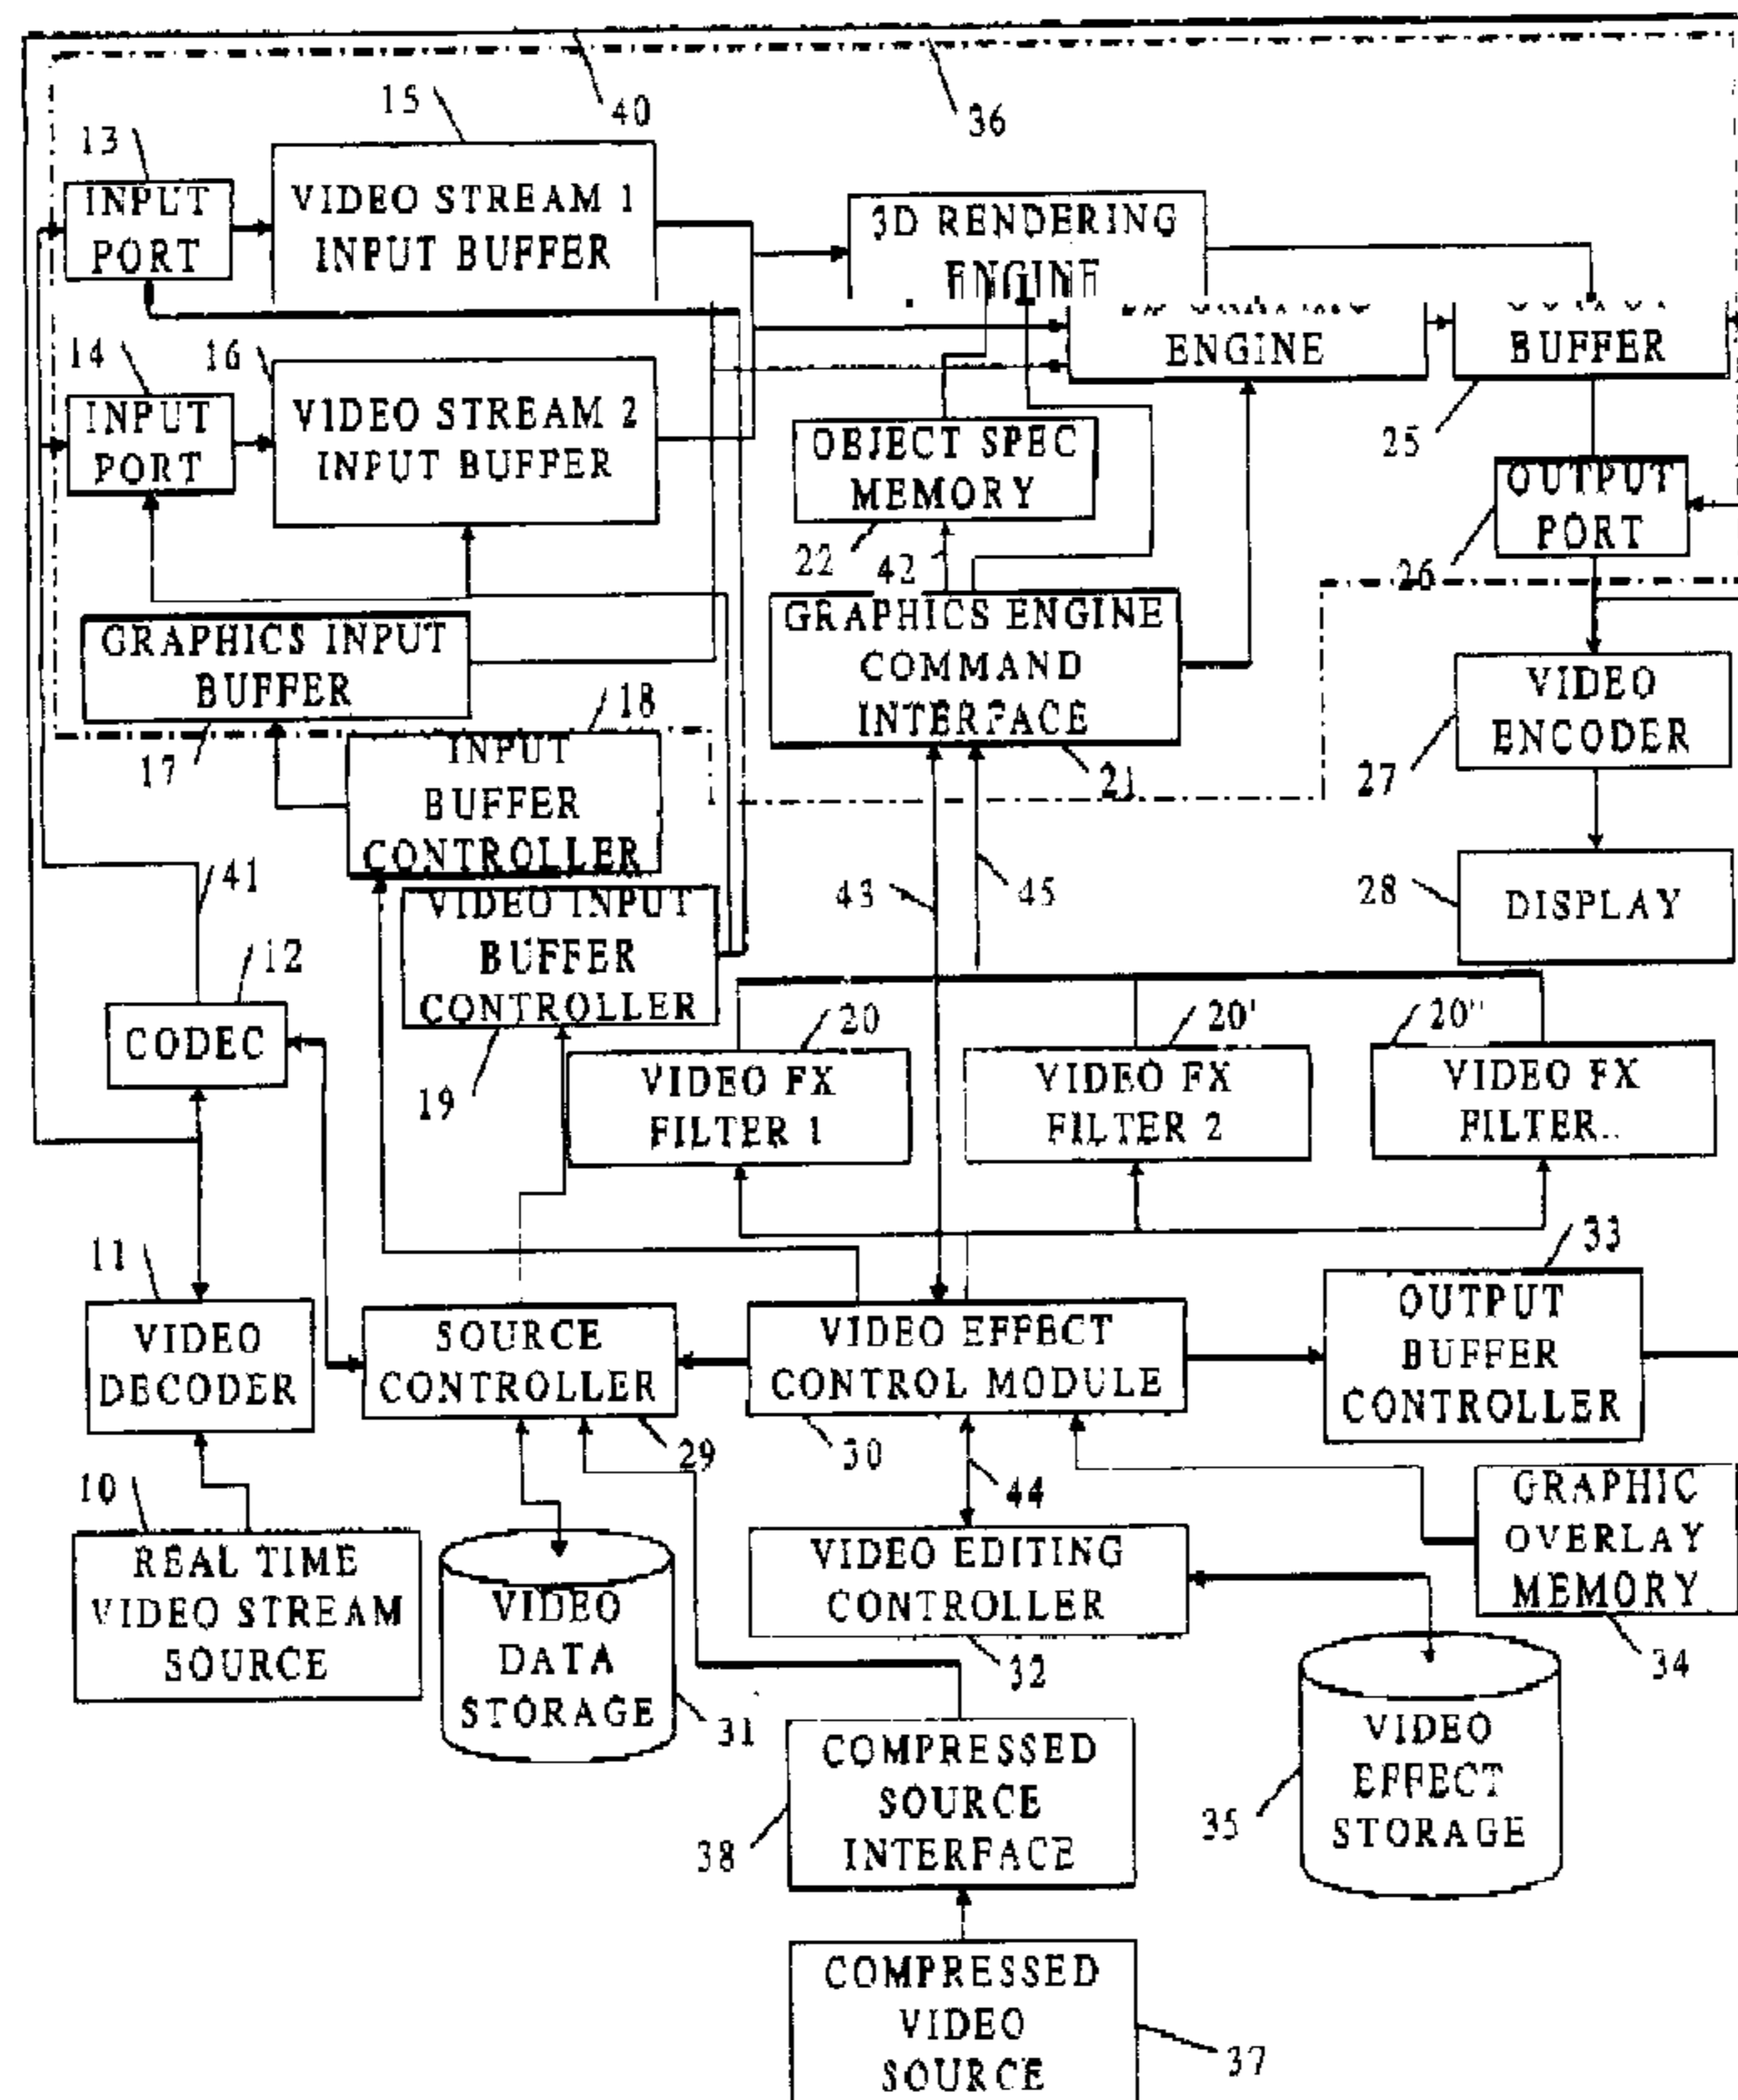 40
36
15
13
INPUT
PORT
VIDEO STREAM 1
INPUT BUFFER
3D RENDERING
ENGINE
ENGINE
BUFFER
14
16
INPUT
PORT
VIDEO STREAM 2
INPUT BUFFER
OBJECT SPEC
MEMORY
25
OUTPUT
PORT
22
42
26
GRAPHICS INPUT
BUFFER
GRAPHICS ENGINE
COMMAND
INTERFACE
VIDEO
ENCODER
17
18
21
27
INPUT
BUFFER
CONTROLLER
41
43
45
28
DISPLAY
VIDEO INPUT
BUFFER
CONTROLLER
12
CODEC
19
20
20'
20"
VIDEO FX
FILTER 1
VIDEO FX
FILTER 2
VIDEO FX
FILTER..
11
33
VIDEO
DECODER
SOURCE
CONTROLLER
VIDEO EFFECT
CONTROL MODULE
OUTPUT
BUFFER
CONTROLLER
29
30
10
44
GRAPHIC
OVERLAY
MEMORY
REAL TIME
VIDEO STREAM
SOURCE
VIDEO
DATA
STORAGE
VIDEO EDITING
CONTROLLER
31
32
34
COMPRESSED
SOURCE
INTERFACE
VIDEO
EFFECT
STORAGE
38
35
COMPRESSED
VIDEO
SOURCE
37